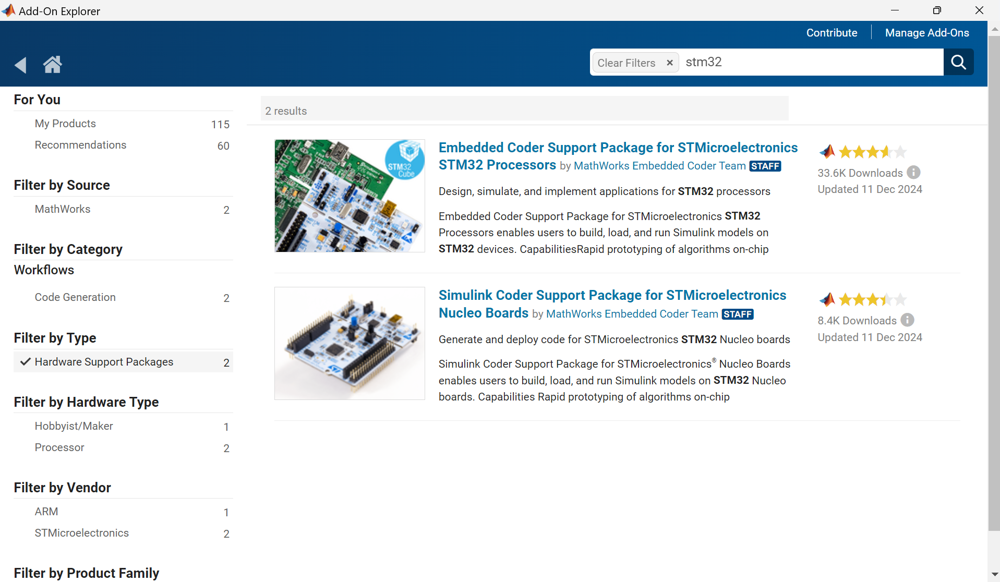 Add-On Explorer
Contribute
Manage Add-Ons
Clear Filters × stm32
For You
My Products 115
Recommendations 60
Filter by Source
MathWorks 2
Filter by Category
Workflows
Code Generation 2
Filter by Type
Hardware Support Packages 2
Filter by Hardware Type
Hobbyist/Maker 1
Processor 2
Filter by Vendor
ARM 1
STMicroelectronics 2
Filter by Product Family
2 results
STM32
Cube
Embedded Coder Support Package for STMicroelectronics
STM32 Processors by MathWorks Embedded Coder Team STAFF
Design, simulate, and implement applications for STM32 processors
Embedded Coder Support Package for STMicroelectronics STM32
Processors enables users to build, load, and run Simulink models on
STM32 devices. CapabilitiesRapid prototyping of algorithms on-chip
33.6K Downloads
Updated 11 Dec 2024
Simulink Coder Support Package for STMicroelectronics
Nucleo Boards by MathWorks Embedded Coder Team STAFF
Generate and deploy code for STMicroelectronics STM32 Nucleo boards
Simulink Coder Support Package for STMicroelectronics® Nucleo Boards
enables users to build, load, and run Simulink models on STM32 Nucleo
boards. Capabilities Rapid prototyping of algorithms on-chip
8.4K Downloads
Updated 11 Dec 2024